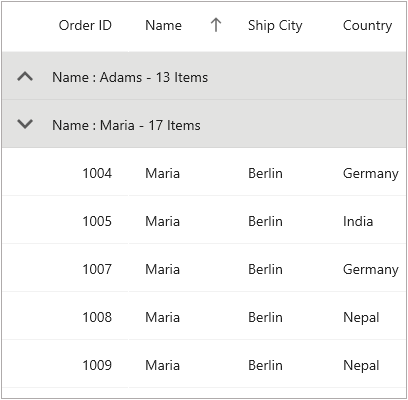 Order ID Name Ship City Country
Name : Adams - 13 Items
Name : Maria - 17 Items
1004 Maria Berlin Germany
1005 Maria Berlin India
1007 Maria Berlin Germany
1008 Maria Berlin Nepal
1009 Maria Berlin Nepal